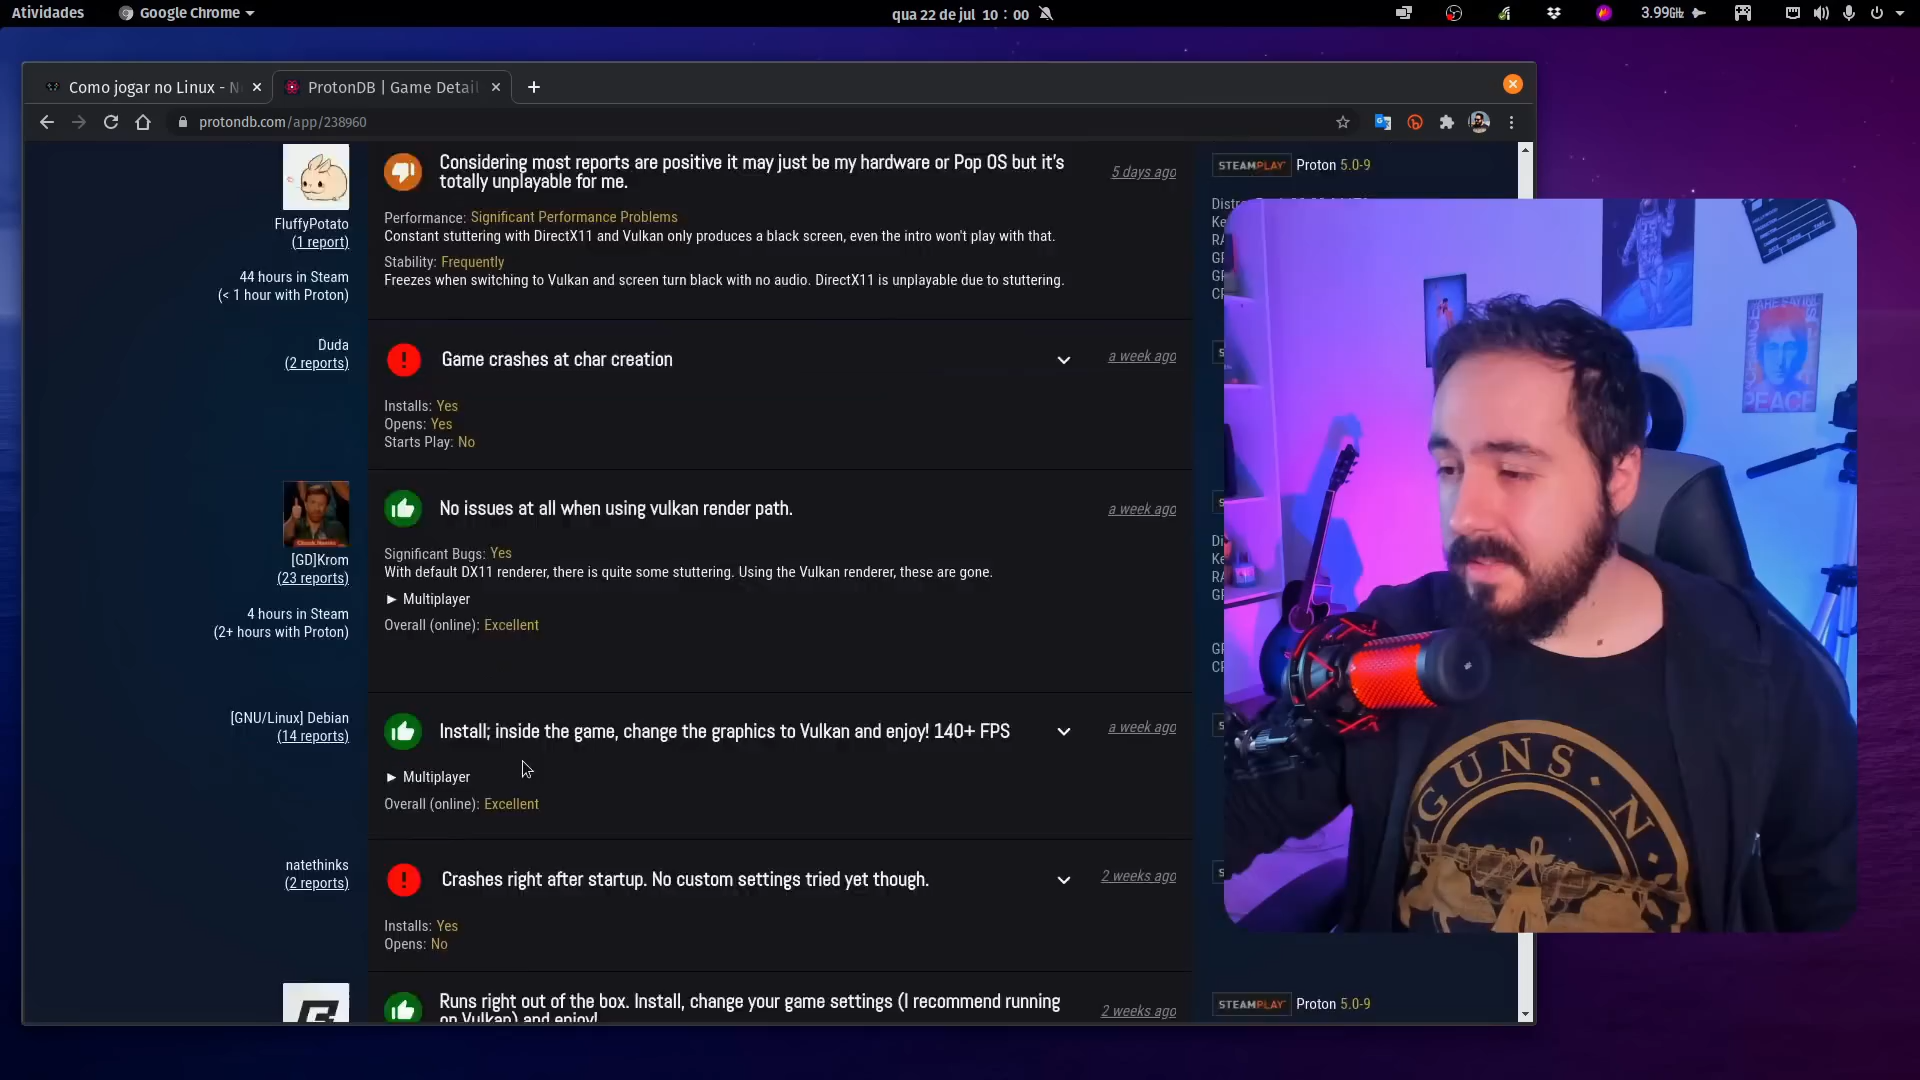 Atividades
Google Chrome
qua 22 de jul 10 : 00
3.99GHz
Como jogar no Linux - N
ProtonDB | Game Detail
protondb.com/app/238960
Considering most reports are positive it may just be my hardware or Pop OS but it's
totally unplayable for me.
5 days ago
STEAMPLAY Proton 5.0-9
Performance: Significant Performance Problems
Constant stuttering with DirectX11 and Vulkan only produces a black screen, even the intro won't play with that.
Stability: Frequently
Freezes when switching to Vulkan and screen turn black with no audio. DirectX11 is unplayable due to stuttering.
FluffyPotato
(1 report)
44 hours in Steam
(< 1 hour with Proton)
Duda
(2 reports)
Game crashes at char creation
a week ago
Installs: Yes
Opens: Yes
Starts Play: No
Chuck Norris
[GD]Krom
(23 reports)
4 hours in Steam
(2+ hours with Proton)
No issues at all when using vulkan render path.
a week ago
Significant Bugs: Yes
With default DX11 renderer, there is quite some stuttering. Using the Vulkan renderer, these are gone.
► Multiplayer
Overall (online): Excellent
[GNU/Linux] Debian
(14 reports)
Install; inside the game, change the graphics to Vulkan and enjoy! 140+ FPS
a week ago
► Multiplayer
Overall (online): Excellent
natethinks
(2 reports)
Crashes right after startup. No custom settings tried yet though.
2 weeks ago
Installs: Yes
Opens: No
Runs right out of the box. Install, change your game settings (I recommend running
on Vulkan) and enjoy!
2 weeks ago
STEAMPLAY Proton 5.0-9
PEACE
GUNS N